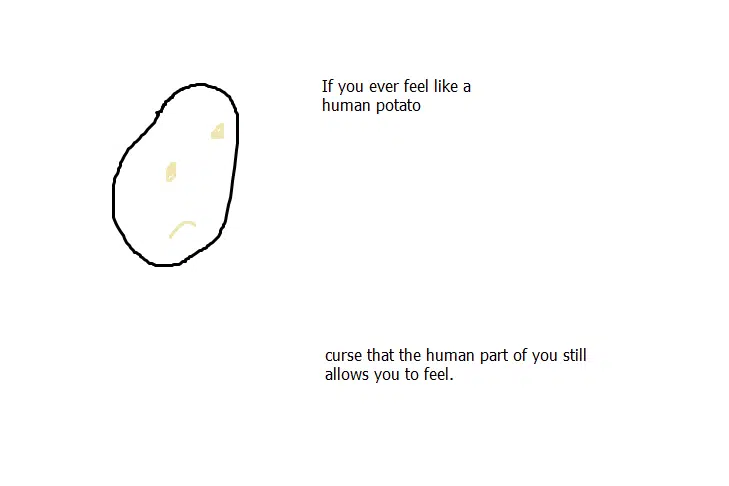 If you ever feel like a
human potato
curse that the human part of you still
allows you to feel.